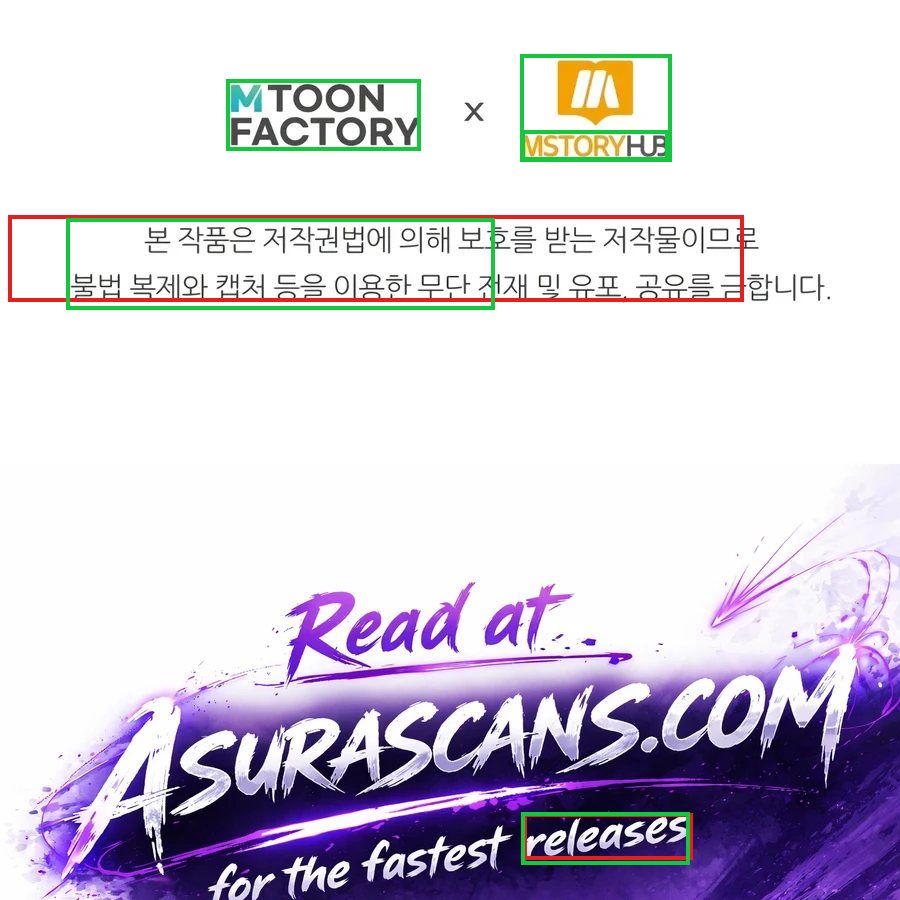 MTOON
FACTORY
x
MSTORYHUB
본 작품은 저작권법에 의해 보호를 받는 저작물이므로
불법 복제와 캡처 등을 이용한 무단 전재 및 유포, 공유를 금합니다.
Read at...
ASURASCANS.COM
for the fastest releases